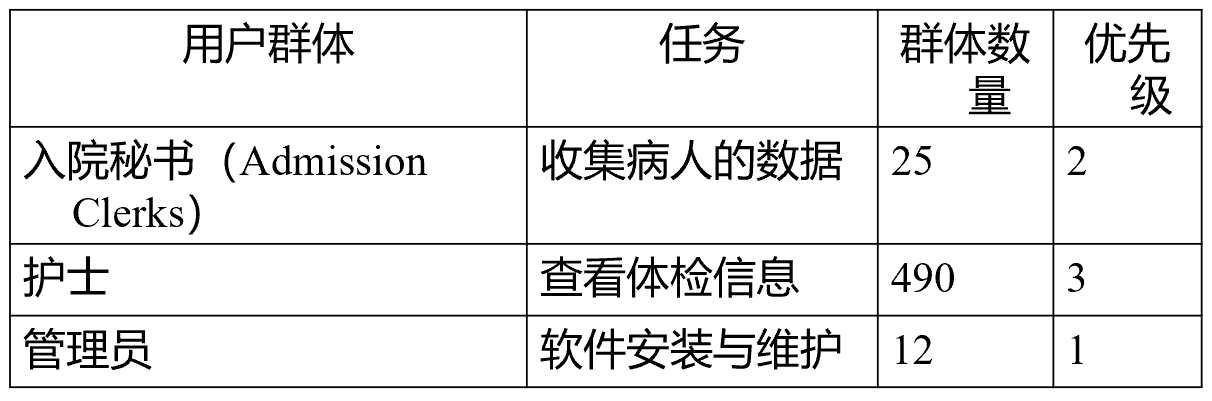 用户群体 任务 群体数 优先
量 级
入院秘书（Admission 收集病人的数据 25 2
Clerks）
护士 查看体检信息 490 3
管理员 软件安装与维护 12 1